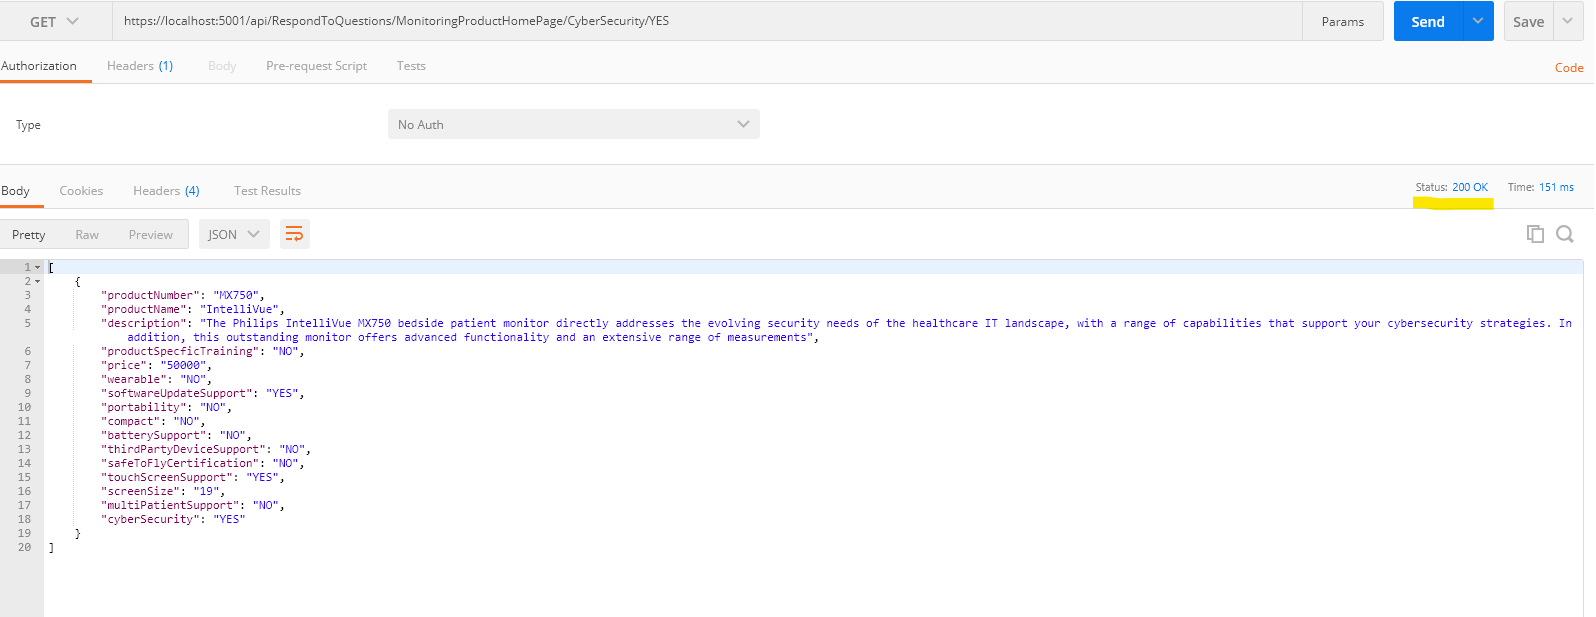 GET https://localhost:5001/api/RespondToQuestions/MonitoringProductHomePage/CyberSecurity/YES Params Send Save
Authorization Headers (1) Body Pre-request Script Tests Code
Type No Auth
Body Cookies Headers (4) Test Results Status: 200 OK Time: 151 ms
Pretty Raw Preview JSON
1 [
2 {
3 "productNumber": "MX750",
4 "productName": "IntelliVue",
5 "description": "The Philips IntelliVue MX750 bedside patient monitor directly addresses the evolving security needs of the healthcare IT landscape, with a range of capabilities that support your cybersecurity strategies. In
addition, this outstanding monitor offers advanced functionality and an extensive range of measurements",
6 "productSpecficTraining": "NO",
7 "price": "50000",
8 "wearable": "NO",
9 "softwareUpdateSupport": "YES",
10 "portability": "NO",
11 "compact": "NO",
12 "batterySupport": "NO",
13 "thirdPartyDeviceSupport": "NO",
14 "safeToFlyCertification": "NO",
15 "touchScreenSupport": "YES",
16 "screenSize": "19",
17 "multiPatientSupport": "NO",
18 "cyberSecurity": "YES"
19 }
20 ]